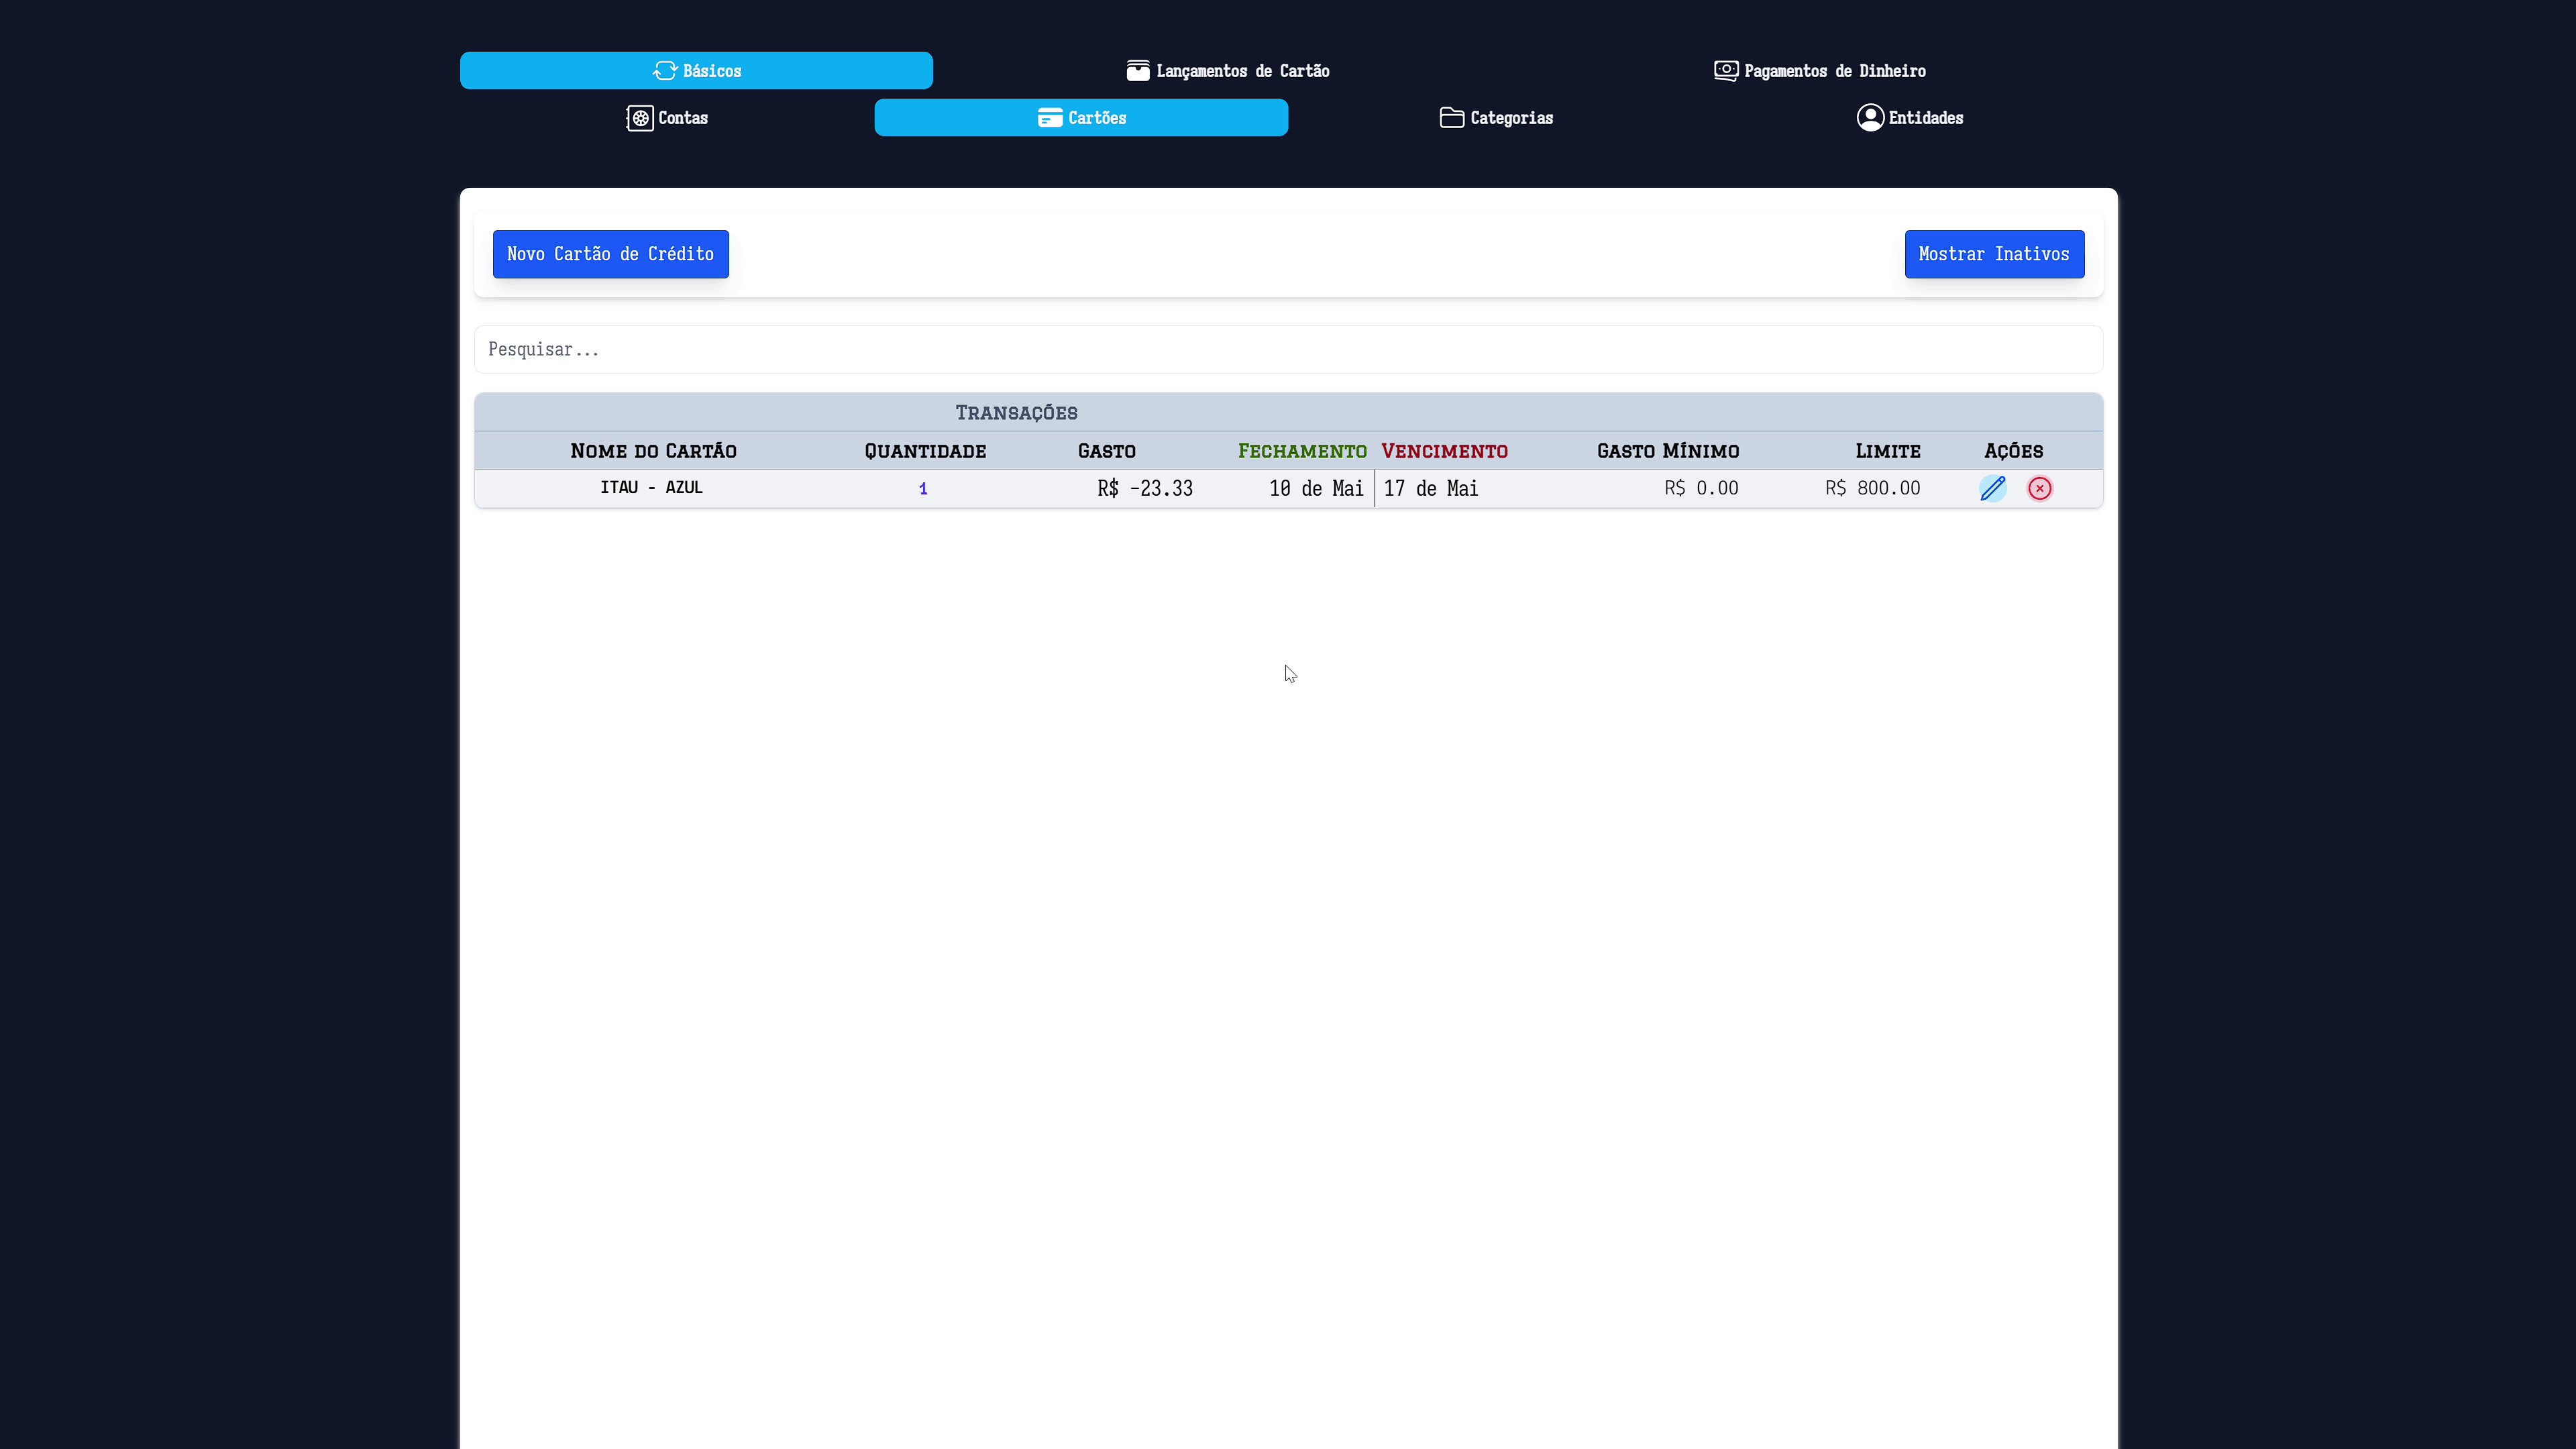 Básicos Lançamentos de Cartão Pagamentos de Dinheiro
Contas Cartões Categorias Entidades
Novo Cartão de Crédito Mostrar Inativos
Pesquisar...
Transações
Nome do Cartão Quantidade Gasto Fechamento Vencimento Gasto Mínimo Limite Ações
ITAU - AZUL 1 R$ -23.33 10 de Mai 17 de Mai R$ 0.00 R$ 800.00